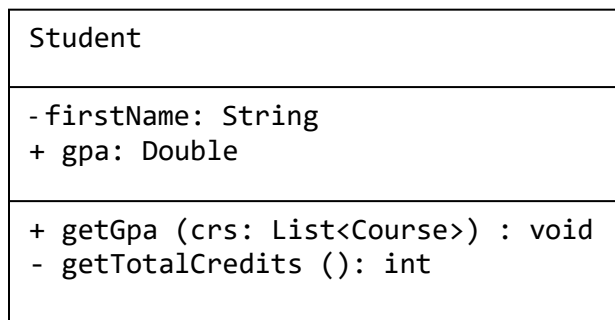 Student
- firstName: String
+ gpa: Double
+ getGpa (crs: List<Course>) : void
- getTotalCredits (): int